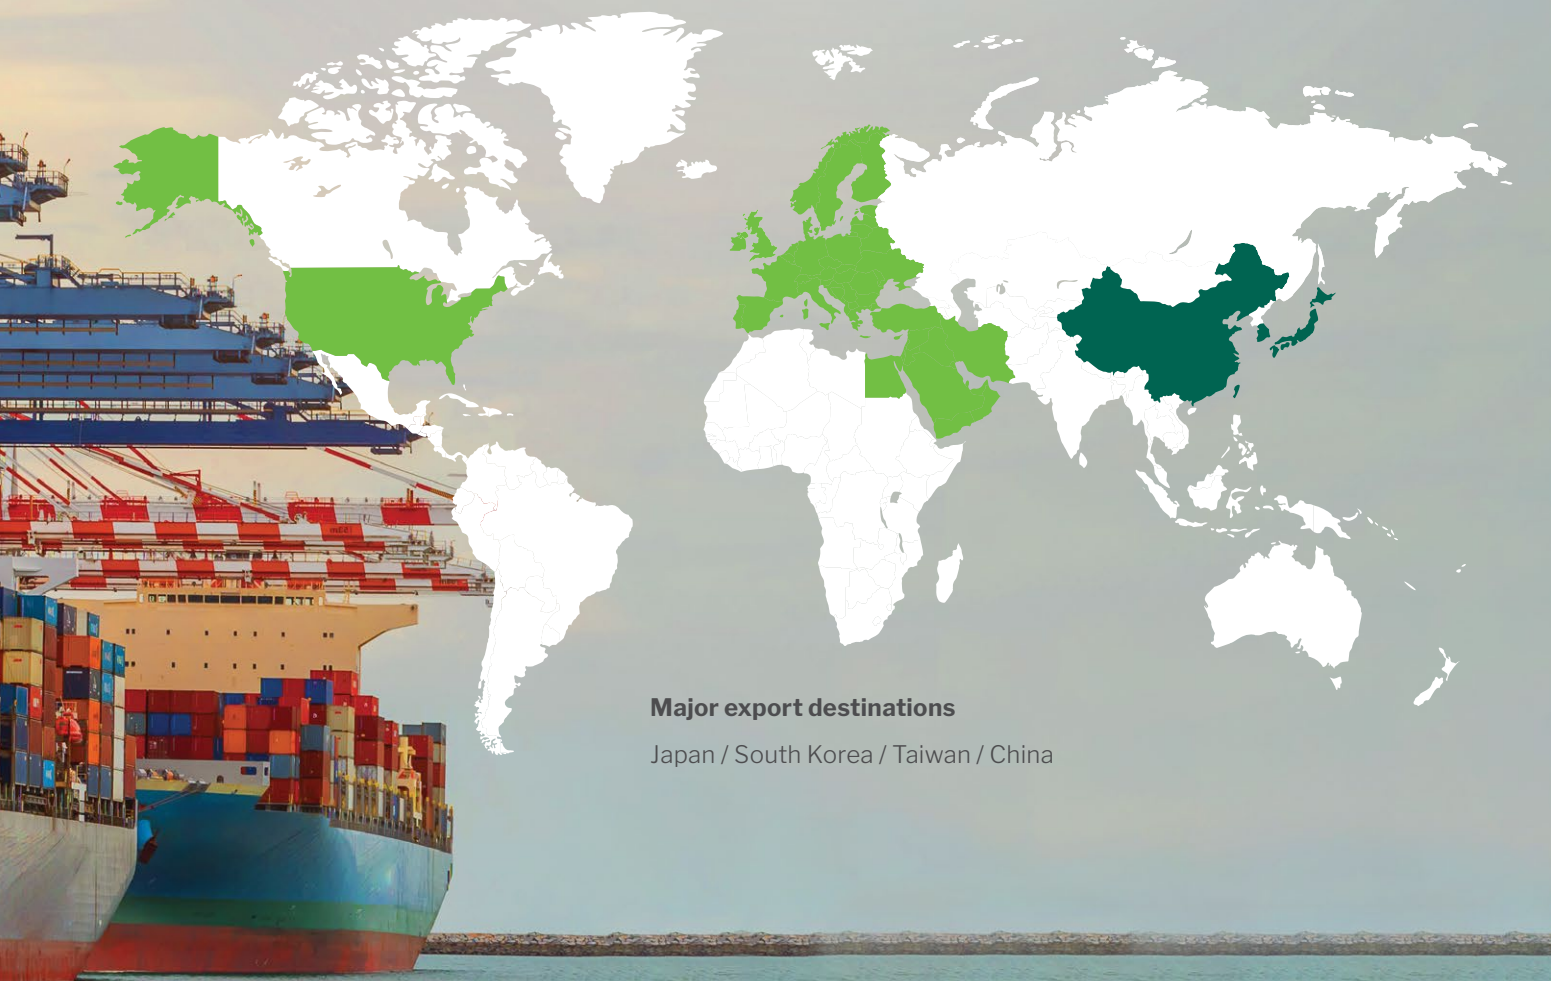 Major export destinations
Japan / South Korea / Taiwan / China